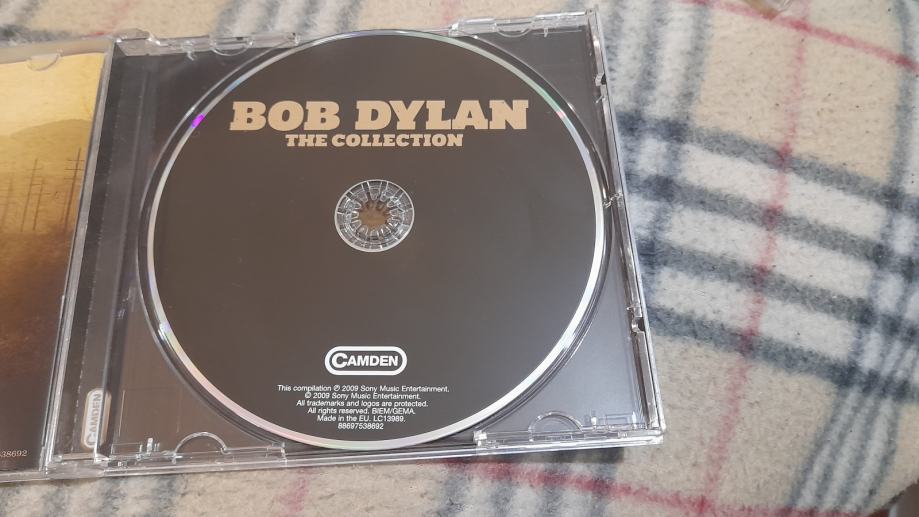 BOB DYLAN
THE COLLECTION
CAMDEN
This compilation ℗ 2009 Sony Music Entertainment.
© 2009 Sony Music Entertainment.
All trademarks and logos are protected.
All rights reserved. BIEM/GEMA.
Made in the EU. LC13989.
88697538692
CAMDEN
38692